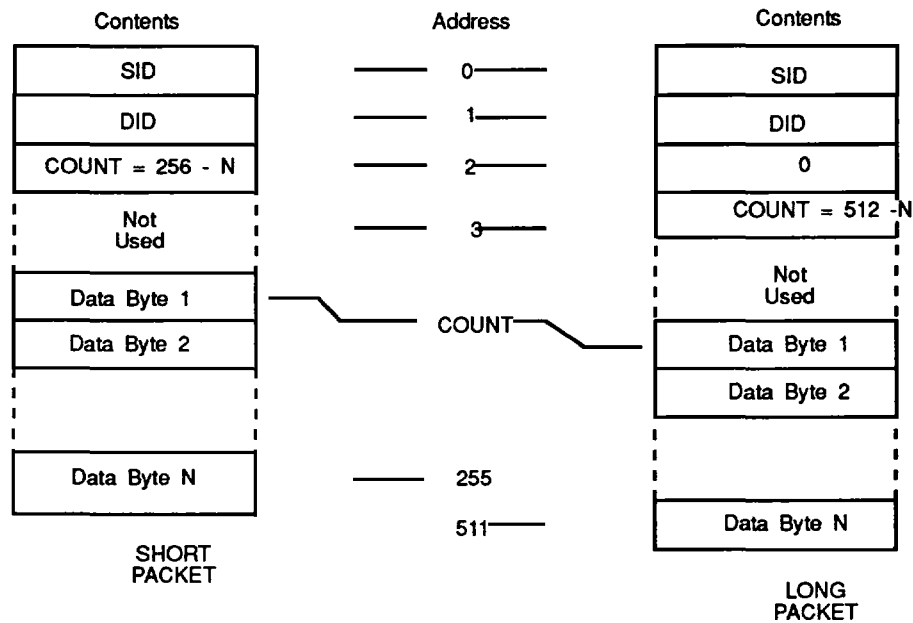 Contents
SID
DID
COUNT = 256 - N
Not
Used
Data Byte 1
Data Byte 2
Data Byte N
SHORT
PACKET
Address
0
1
2
3
COUNT
255
511
Contents
SID
DID
0
COUNT = 512 -N
Not
Used
Data Byte 1
Data Byte 2
Data Byte N
LONG
PACKET